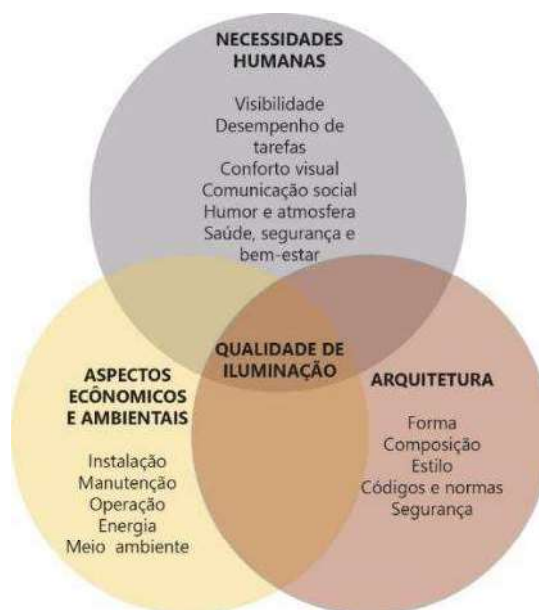 NECESSIDADES
HUMANAS
Visibilidade
Desempenho de
tarefas
Conforto visual
Comunicação social
Humor e atmosfera
Saúde, segurança e
bem-estar
QUALIDADE DE
ILUMINAÇÃO
ASPECTOS
ECÔNOMICOS
E AMBIENTAIS
Instalação
Manutenção
Operação
Energia
Meio ambiente
ARQUITETURA
Forma
Composição
Estilo
Códigos e normas
Segurança